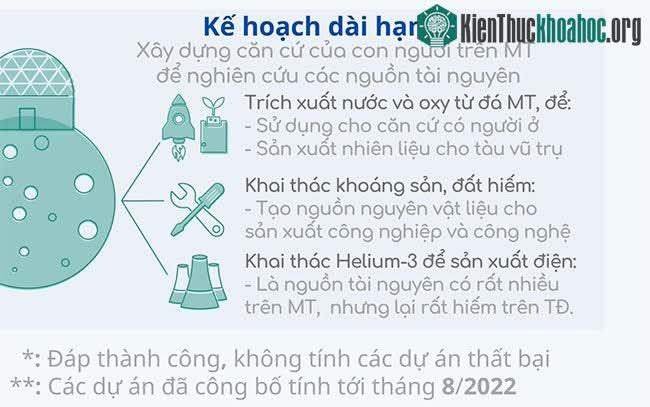 Kế hoạch dài hạn
KienThuckhoahoc.org
Xây dựng căn cứ của con người trên MT
để nghiên cứu các nguồn tài nguyên
Trích xuất nước và oxy từ đá MT, để:
- Sử dụng cho căn cứ có người ở
- Sản xuất nhiên liệu cho tàu vũ trụ
Khai thác khoáng sản, đất hiếm:
- Tạo nguồn nguyên vật liệu cho
sản xuất công nghiệp và công nghệ
Khai thác Helium-3 để sản xuất điện:
- Là nguồn tài nguyên có rất nhiều
trên MT, nhưng lại rất hiếm trên TĐ.
*: Đáp thành công, không tính các dự án thất bại
**: Các dự án đã công bố tính tới tháng 8/2022